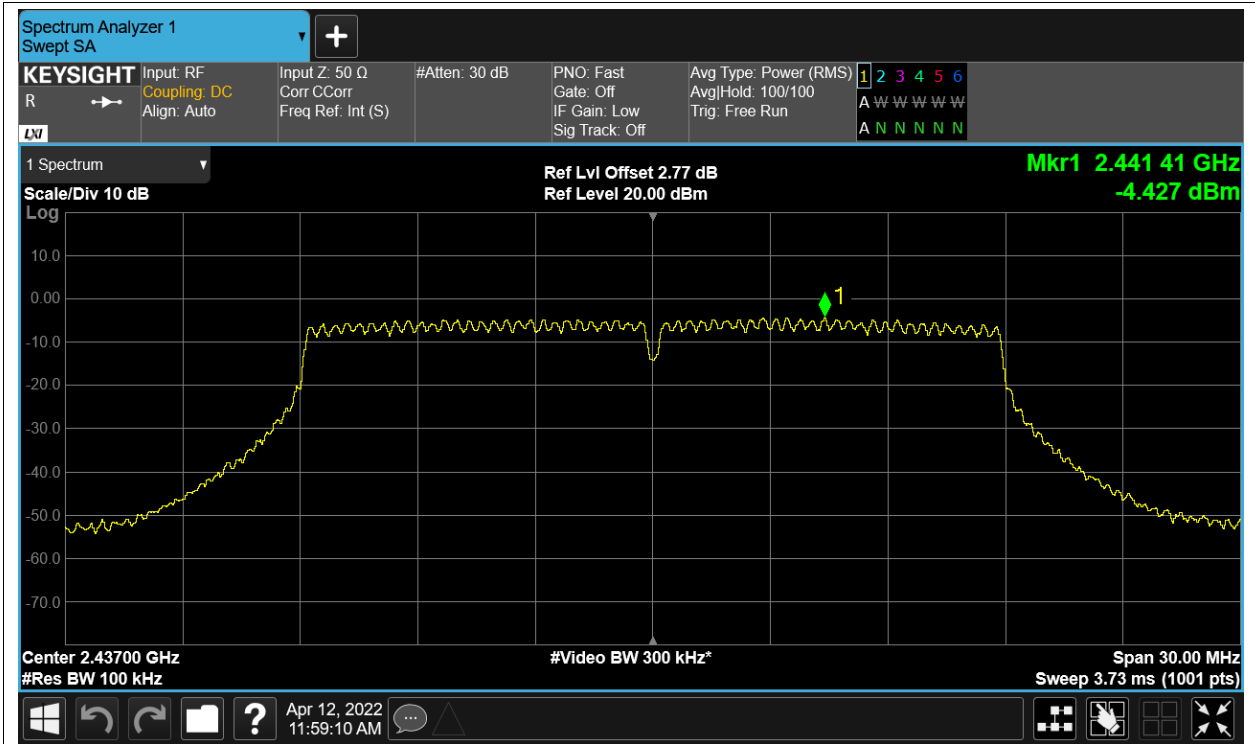 Spectrum Analyzer 1
Swept SA
KEYSIGHT
R
LXI
Input: RF
Coupling: DC
Align: Auto
Input Z: 50 Ω
Corr CCorr
Freq Ref: Int (S)
#Atten: 30 dB
PNO: Fast
Gate: Off
IF Gain: Low
Sig Track: Off
Avg Type: Power (RMS)
Avg|Hold: 100/100
Trig: Free Run
1 2 3 4 5 6
A W W W W W
A N N N N N
1 Spectrum
Scale/Div 10 dB
Log
Ref Lvl Offset 2.77 dB
Ref Level 20.00 dBm
Mkr1 2.441 41 GHz
-4.427 dBm
10.0
0.00
-10.0
-20.0
-30.0
-40.0
-50.0
-60.0
-70.0
1
Center 2.43700 GHz
#Res BW 100 kHz
#Video BW 300 kHz*
Span 30.00 MHz
Sweep 3.73 ms (1001 pts)
?
Apr 12, 2022
11:59:10 AM